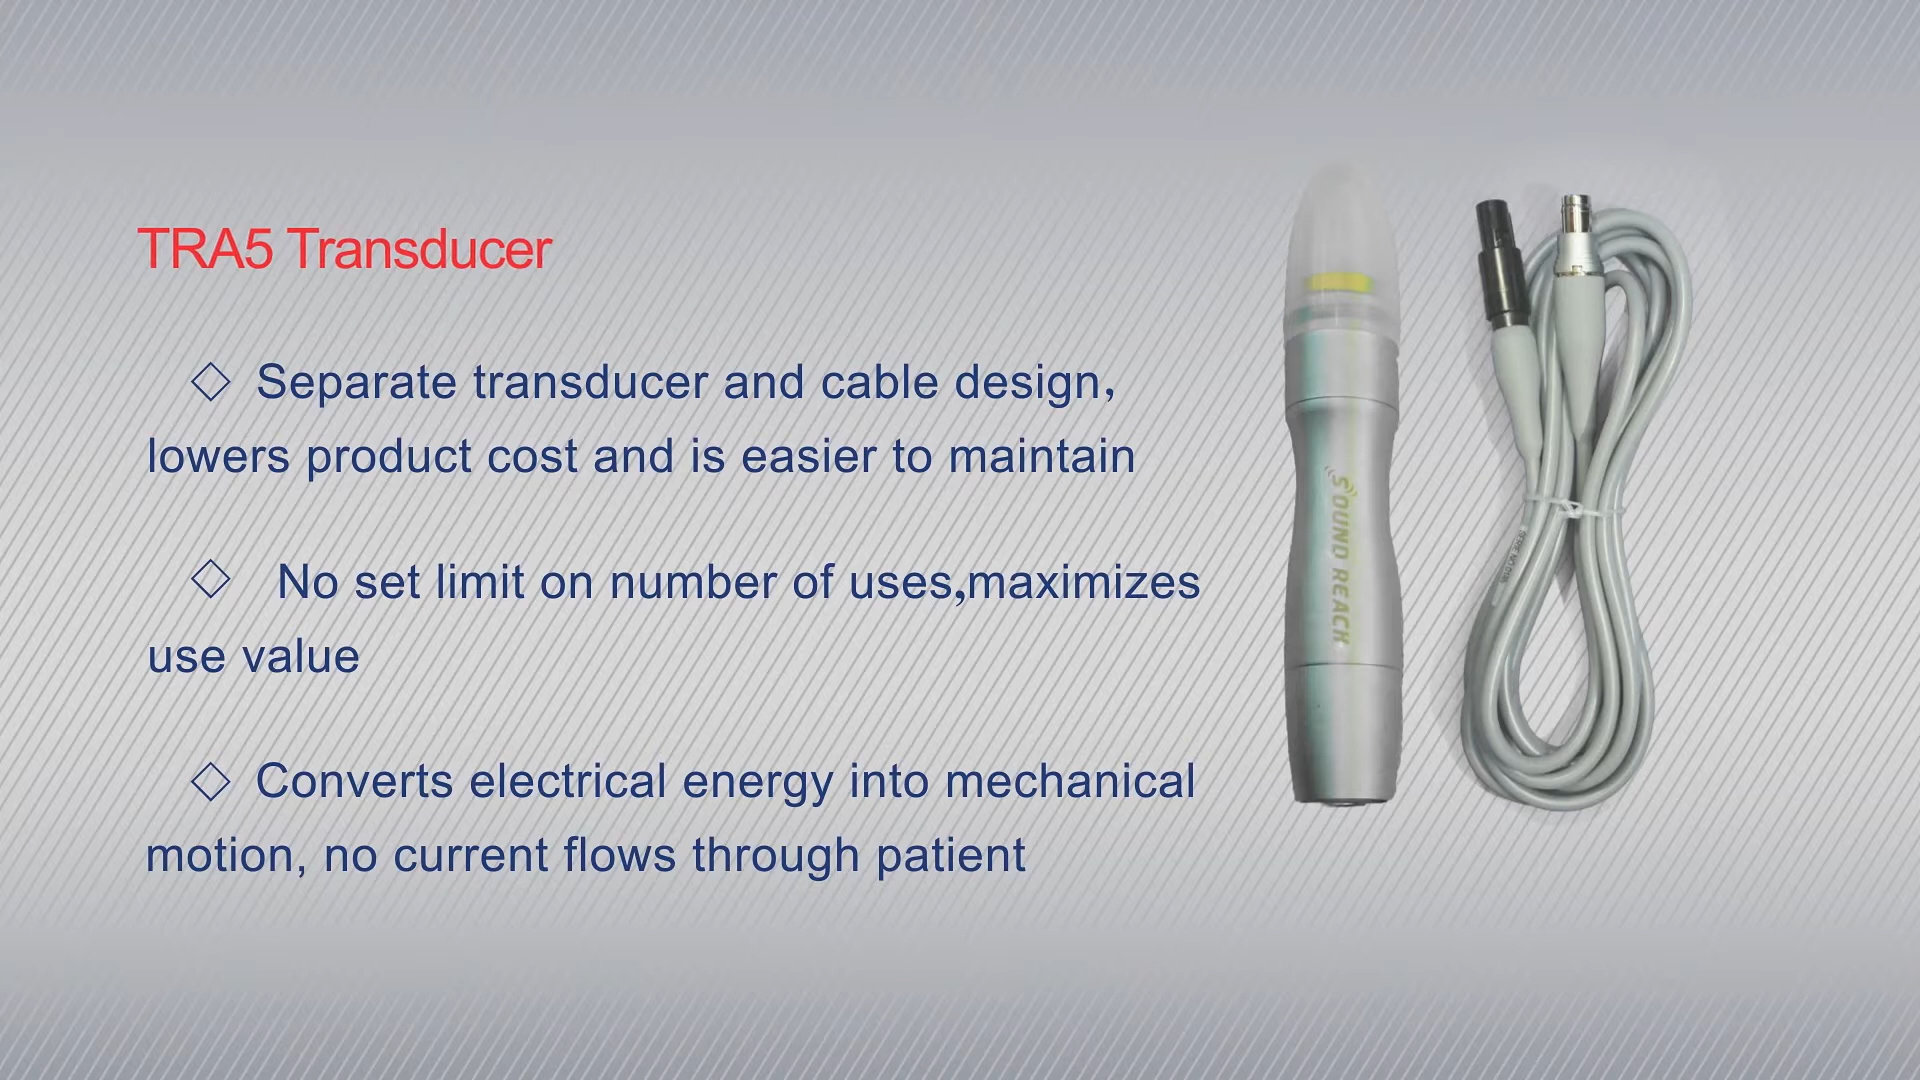 TRA5 Transducer
◇ Separate transducer and cable design,
lowers product cost and is easier to maintain
◇ No set limit on number of uses,maximizes
use value
◇ Converts electrical energy into mechanical
motion, no current flows through patient
SOUND REACK